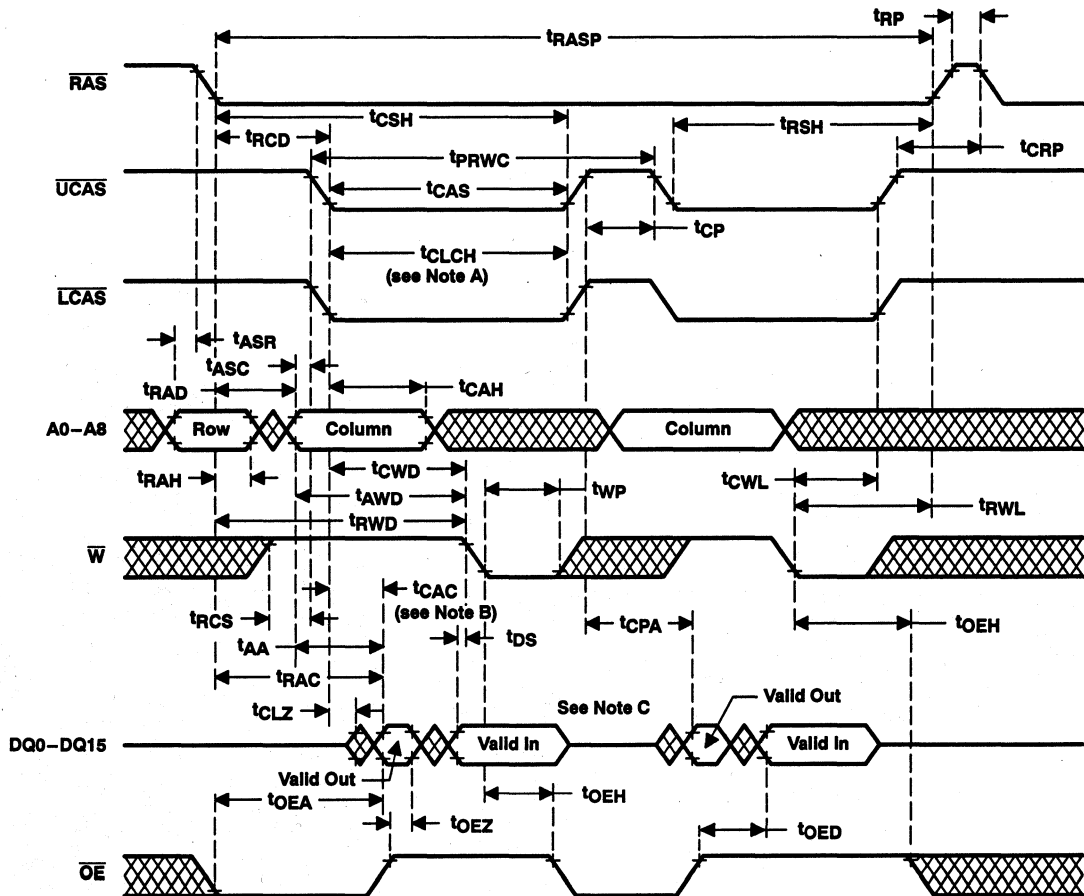 tRP
tRASP
RAS
tCSH
tRSH
tRCD
tCRP
tPRWC
UCAS
tCAS
tCP
tCLCH
(see Note A)
LCAS
tASR
tASC
tRAD
tCAH
A0–A8
Row
Column
Column
tRAH
tCWD
tWP
tCWL
tAWD
tRWL
tRWD
W
tCAC
(see Note B)
tRCS
tCPA
tOEH
tDS
tAA
tRAC
tCLZ
See Note C
Valid Out
DQ0–DQ15
Valid In
Valid In
Valid Out
tOEA
tOEH
tOEZ
tOED
OE